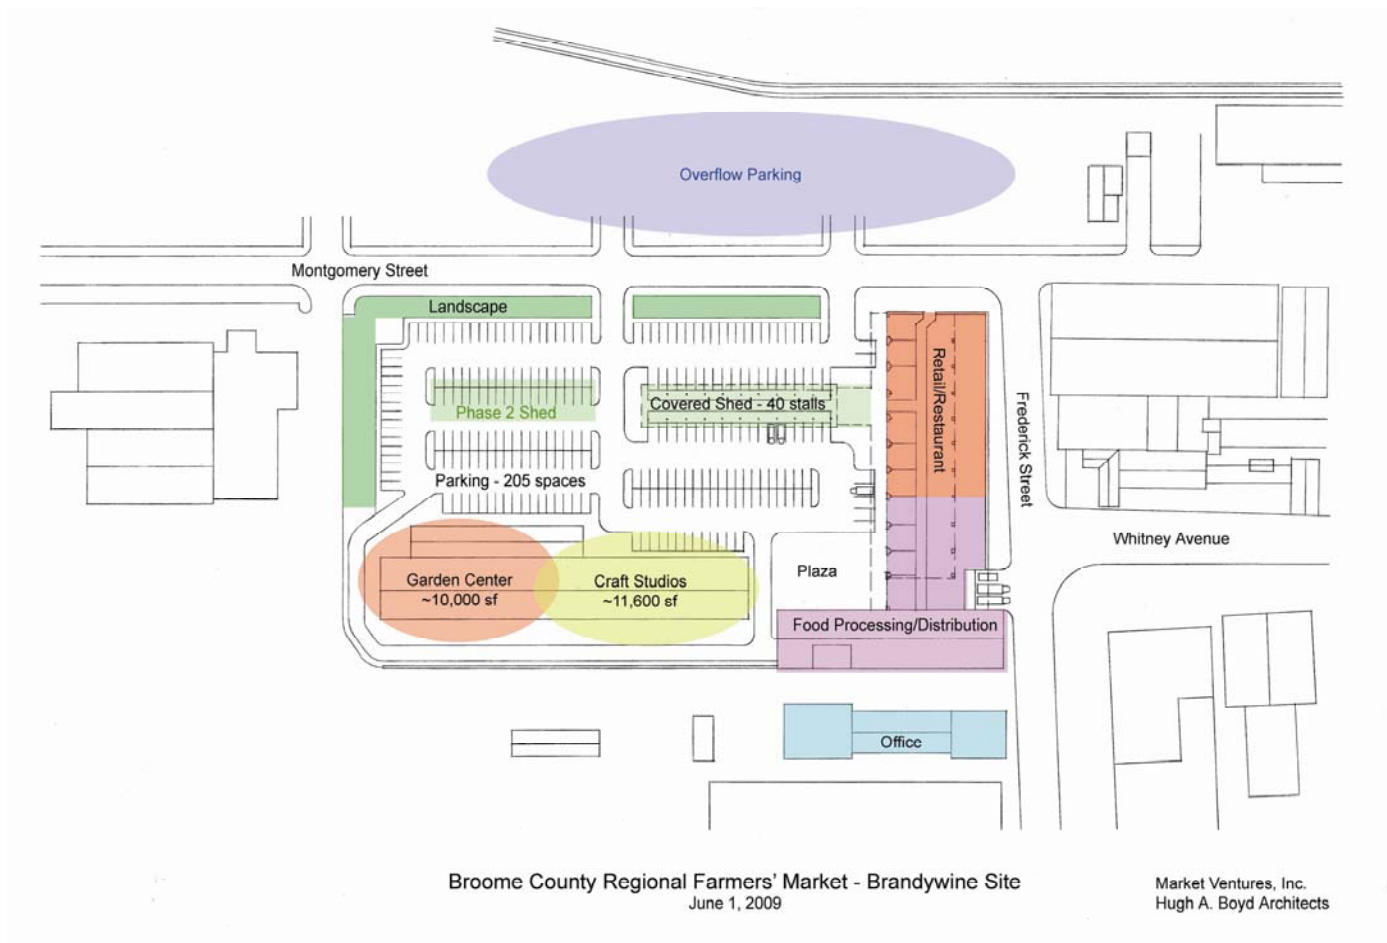 Overflow Parking
Montgomery Street
Landscape
Retail/Restaurant
Frederick Street
Phase 2 Shed
Covered Shed - 40 stalls
Parking - 205 spaces
Whitney Avenue
Plaza
Garden Center
~10,000 sf
Craft Studios
~11,600 sf
Food Processing/Distribution
Office
Broome County Regional Farmers' Market - Brandywine Site
June 1, 2009
Market Ventures, Inc.
Hugh A. Boyd Architects